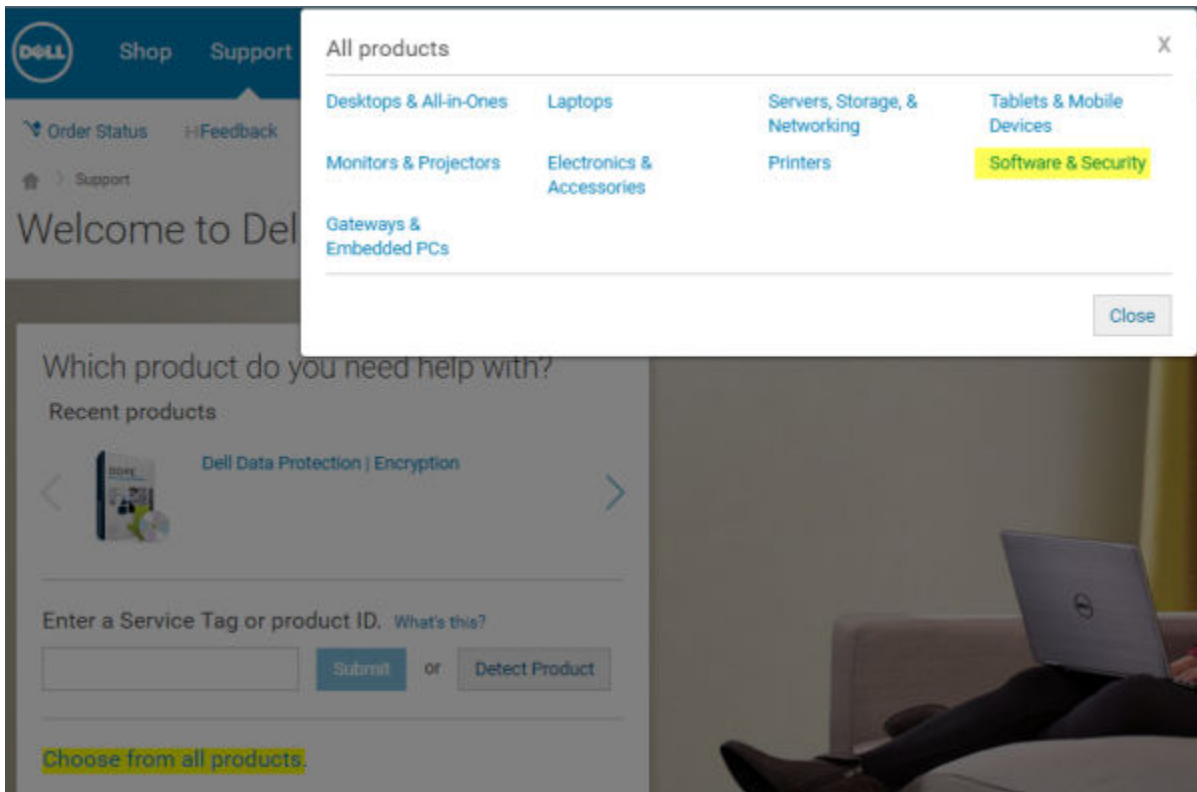 DELL
Shop Support
Order Status Feedback
Support
Welcome to Del
All products
X
Desktops & All-in-Ones
Laptops
Servers, Storage, &
Networking
Tablets & Mobile
Devices
Monitors & Projectors
Electronics &
Accessories
Printers
Software & Security
Gateways &
Embedded PCs
Close
Which product do you need help with?
Recent products
DDPE
Dell Data Protection | Encryption
Enter a Service Tag or product ID. What's this?
Submit or Detect Product
Choose from all products.